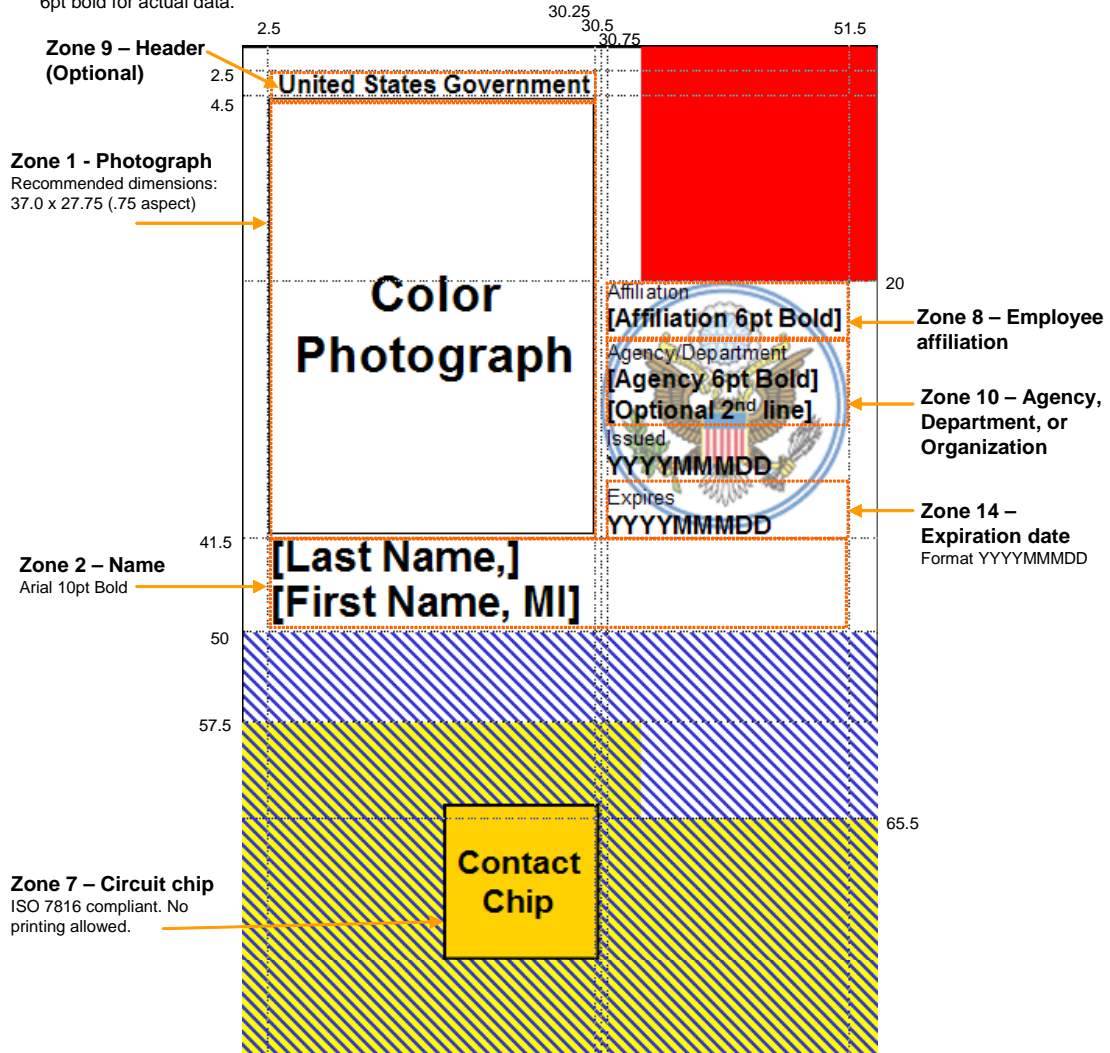 6pt bold for actual data.
2.5
30.25
30.5
30.75
51.5
Zone 9 – Header
(Optional)
2.5
4.5
United States Government
Zone 1 - Photograph
Recommended dimensions:
37.0 x 27.75 (.75 aspect)
Color
Photograph
20
Affiliation
[Affiliation 6pt Bold]
Zone 8 – Employee
affiliation
Agency/Department
[Agency 6pt Bold]
[Optional 2nd line]
Zone 10 – Agency,
Department, or
Organization
Issued
YYYYMMMDD
Expires
YYYYMMMDD
Zone 14 –
Expiration date
Format YYYYMMMDD
41.5
Zone 2 – Name
Arial 10pt Bold
[Last Name,]
[First Name, MI]
50
57.5
65.5
Contact
Chip
Zone 7 – Circuit chip
ISO 7816 compliant. No
printing allowed.